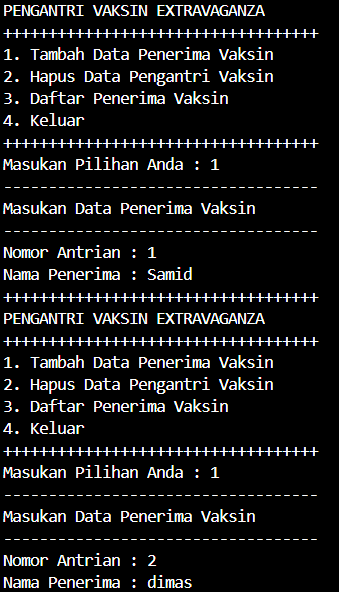 PENGANTRI VAKSIN EXTRAVAGANZA
+++++++++++++++++++++++++++++++++++
1. Tambah Data Penerima Vaksin
2. Hapus Data Pengantri Vaksin
3. Daftar Penerima Vaksin
4. Keluar
+++++++++++++++++++++++++++++++++++
Masukan Pilihan Anda : 1
-----------------------------------
Masukan Data Penerima Vaksin
-----------------------------------
Nomor Antrian : 1
Nama Penerima : Samid
+++++++++++++++++++++++++++++++++++
PENGANTRI VAKSIN EXTRAVAGANZA
+++++++++++++++++++++++++++++++++++
1. Tambah Data Penerima Vaksin
2. Hapus Data Pengantri Vaksin
3. Daftar Penerima Vaksin
4. Keluar
+++++++++++++++++++++++++++++++++++
Masukan Pilihan Anda : 1
-----------------------------------
Masukan Data Penerima Vaksin
-----------------------------------
Nomor Antrian : 2
Nama Penerima : dimas